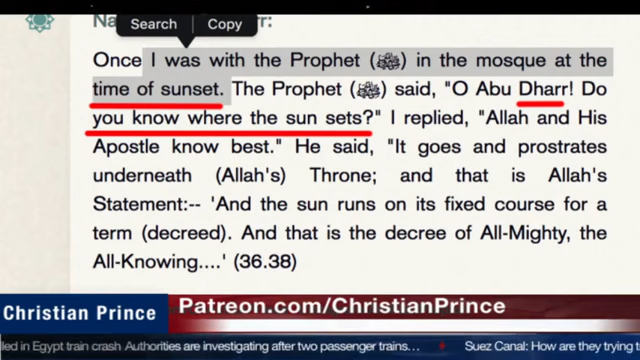 Search Copy
Na r:
Once I was with the Prophet (ﷺ) in the mosque at the
time of sunset. The Prophet (ﷺ) said, "O Abu Dharr! Do
you know where the sun sets?" I replied, "Allah and His
Apostle know best." He said, "It goes and prostrates
underneath (Allah's) Throne; and that is Allah's
Statement:-- 'And the sun runs on its fixed course for a
term (decreed). And that is the decree of All-Mighty, the
All-Knowing....' (36.38)
Christian Prince Patreon.com/ChristianPrince
lled in Egypt train crash Authorities are investigating after two passenger trains... Suez Canal: How are they trying t